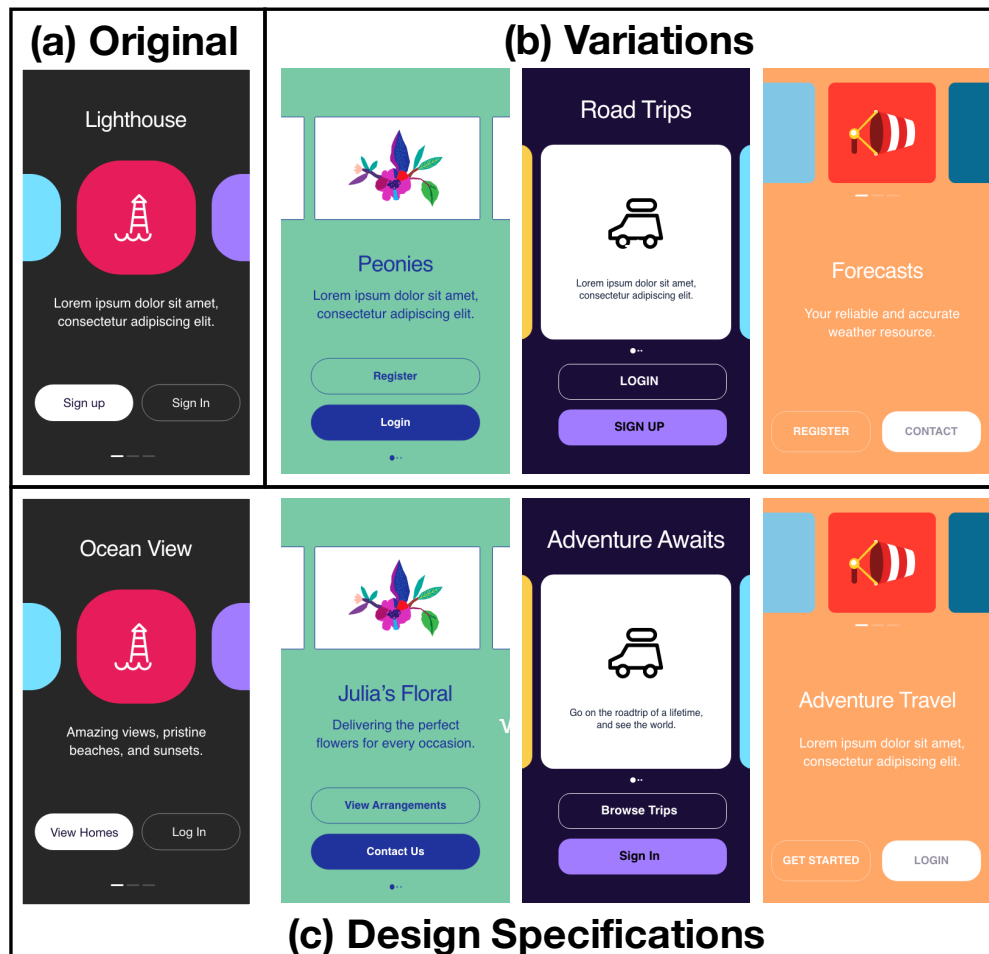 (a) Original
(b) Variations
Lighthouse
Lorem ipsum dolor sit amet,
consectetur adipiscing elit.
Sign up
Sign In
Peonies
Lorem ipsum dolor sit amet,
consectetur adipiscing elit.
Register
Login
Road Trips
Lorem ipsum dolor sit amet,
consectetur adipiscing elit.
LOGIN
SIGN UP
Forecasts
Your reliable and accurate
weather resource.
REGISTER
CONTACT
Ocean View
Amazing views, pristine
beaches, and sunsets.
View Homes
Log In
Julia's Floral
Delivering the perfect
flowers for every occasion.
View Arrangements
Contact Us
Adventure Awaits
Go on the roadtrip of a lifetime,
and see the world.
Browse Trips
Sign In
Adventure Travel
Lorem ipsum dolor sit amet,
consectetur adipiscing elit.
GET STARTED
LOGIN
(c) Design Specifications